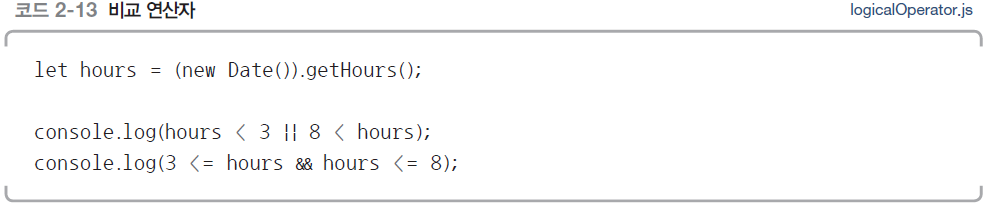 코드 2-13 비교 연산자 logicalOperator.js
let hours = (new Date()).getHours();
console.log(hours < 3 || 8 < hours);
console.log(3 <= hours && hours <= 8);